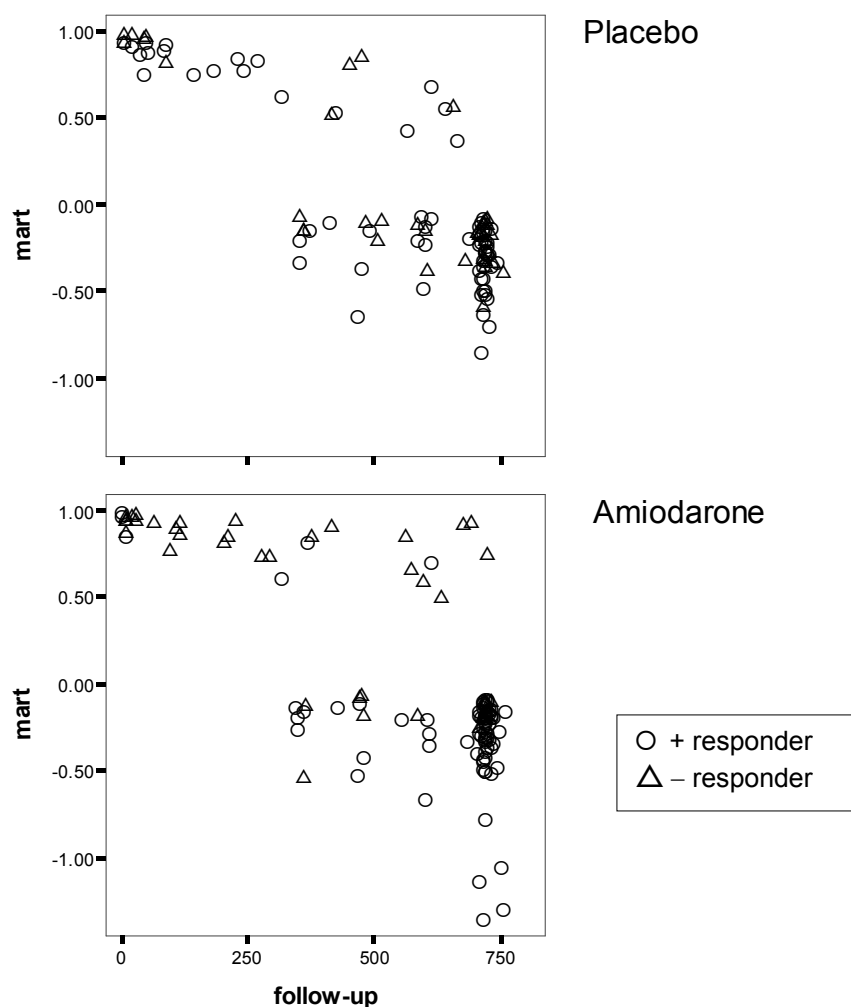 Placebo
1.00
0.50
0.00
-0.50
-1.00
mart
Amiodarone
1.00
0.50
0.00
-0.50
-1.00
mart
+ responder
– responder
0 250 500 750
follow-up